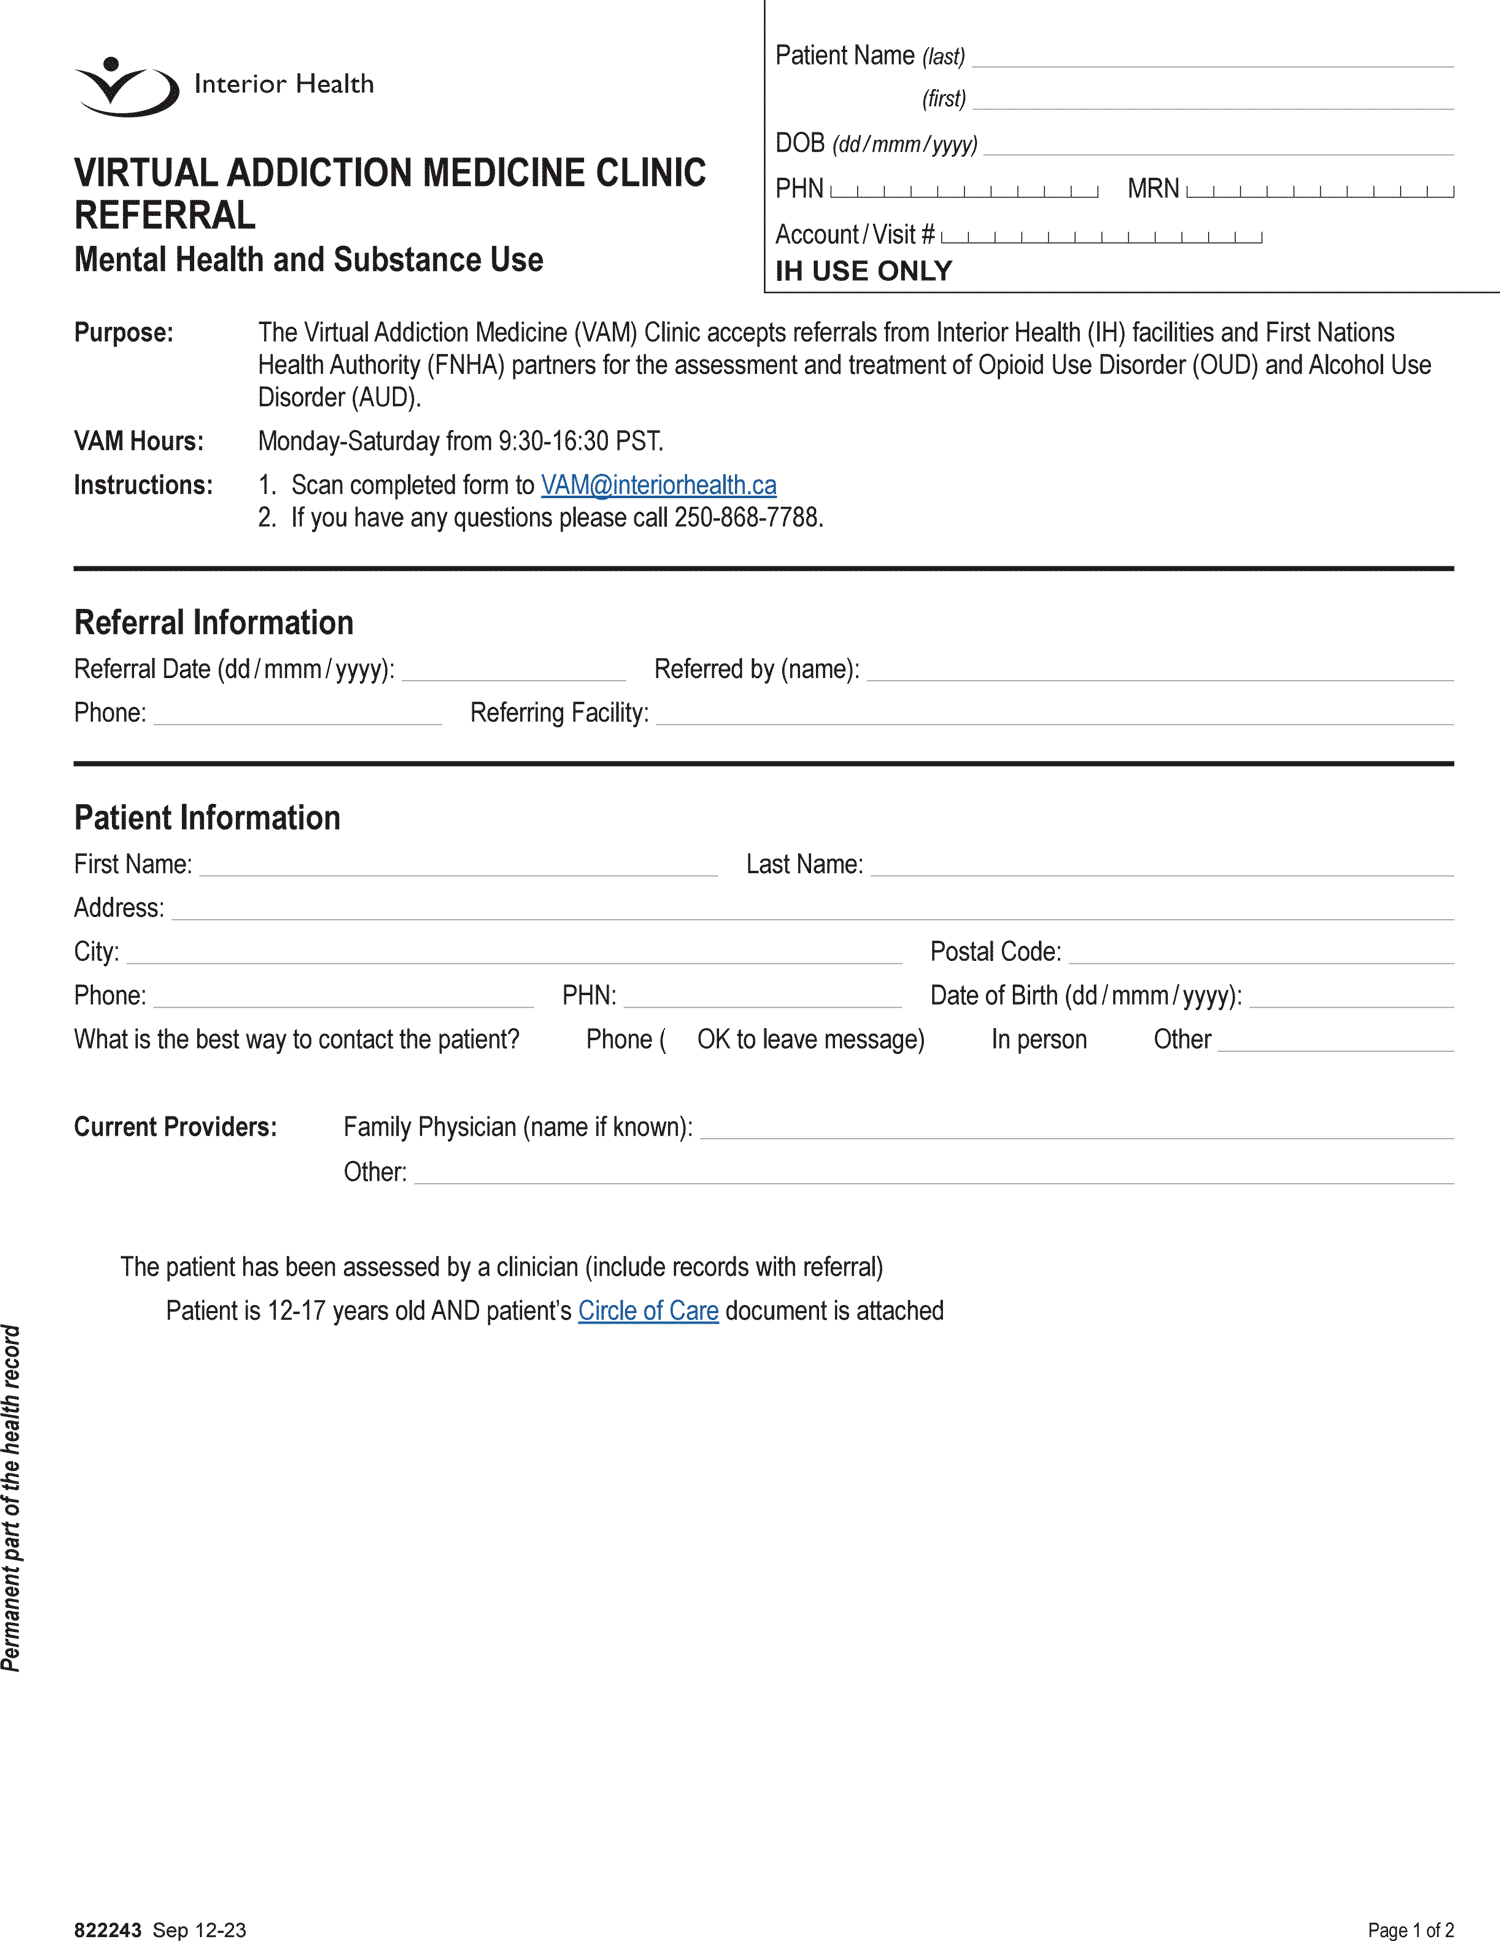 Interior Health
VIRTUAL ADDICTION MEDICINE CLINIC
REFERRAL
Mental Health and Substance Use
Patient Name (last)
(first)
DOB (dd/mmm/yyyy)
PHN MRN
Account/Visit #
IH USE ONLY
Purpose: The Virtual Addiction Medicine (VAM) Clinic accepts referrals from Interior Health (IH) facilities and First Nations
Health Authority (FNHA) partners for the assessment and treatment of Opioid Use Disorder (OUD) and Alcohol Use
Disorder (AUD).
VAM Hours: Monday-Saturday from 9:30-16:30 PST.
Instructions: 1. Scan completed form to VAM@interiorhealth.ca
2. If you have any questions please call 250-868-7788.
Referral Information
Referral Date (dd/mmm/yyyy): Referred by (name):
Phone: Referring Facility:
Patient Information
First Name: Last Name:
Address:
City: Postal Code:
Phone: PHN: Date of Birth (dd/mmm/yyyy):
What is the best way to contact the patient? Phone ( OK to leave message) In person Other
Current Providers: Family Physician (name if known):
Other:
The patient has been assessed by a clinician (include records with referral)
Patient is 12-17 years old AND patient's Circle of Care document is attached
Permanent part of the health record
822243 Sep 12-23 Page 1 of 2